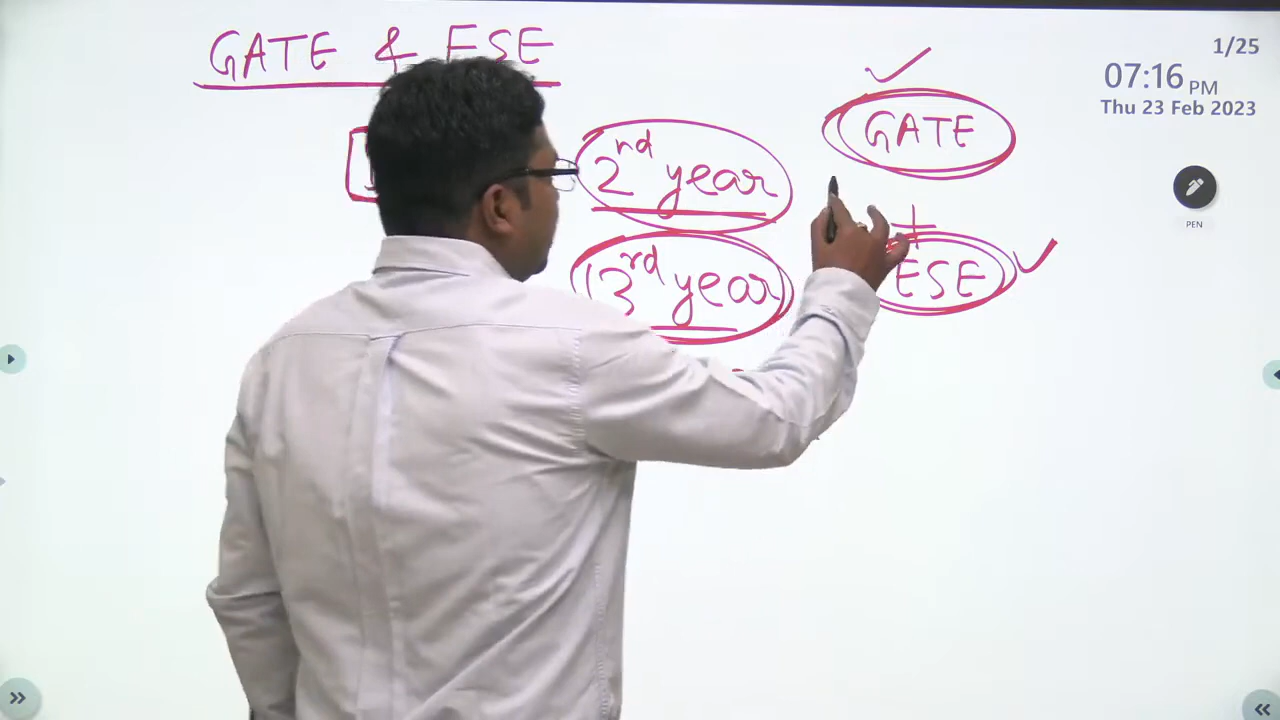 GATE & ESE
1/25
07:16 PM
Thu 23 Feb 2023
GATE
2nd year
+
ESE
3rd year
PEN